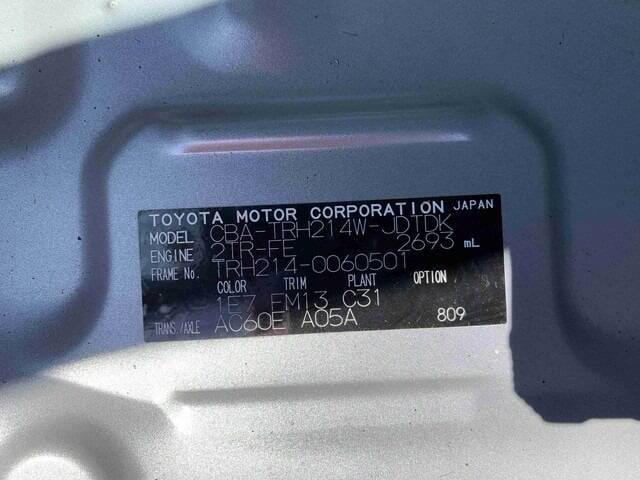 TOYOTA MOTOR CORPORATION JAPAN
MODEL CBA-TRH214W-JDTDK
ENGINE 2TR-FE 2693 mL
FRAME No. TRH214-0060501
COLOR TRIM PLANT OPTION
1E7 FM13 C31
TRANS./AXLE AC60E A05A 809